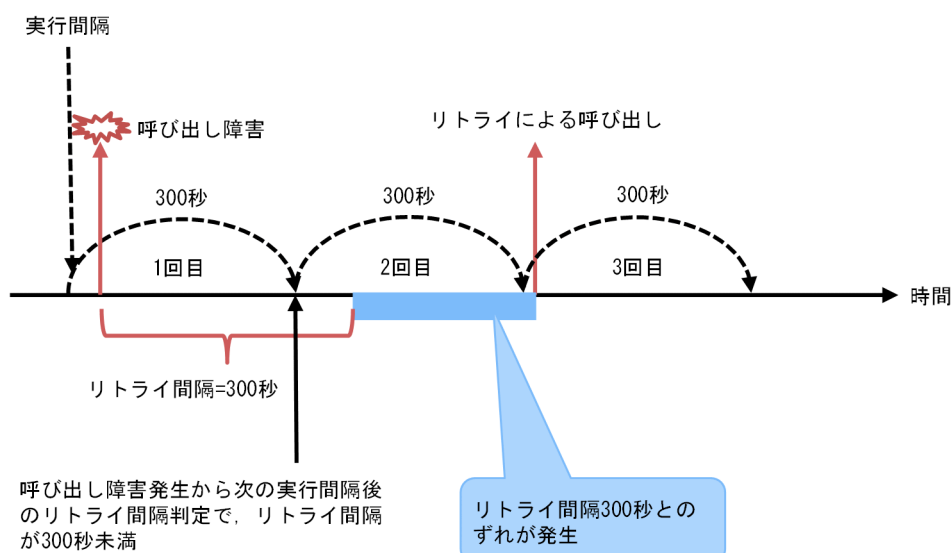 実行間隔
呼び出し障害
リトライによる呼び出し
300秒
300秒
300秒
1回目
2回目
3回目
時間
リトライ間隔=300秒
呼び出し障害発生から次の実行間隔後
のリトライ間隔判定で，リトライ間隔
が300秒未満
リトライ間隔300秒との
ずれが発生